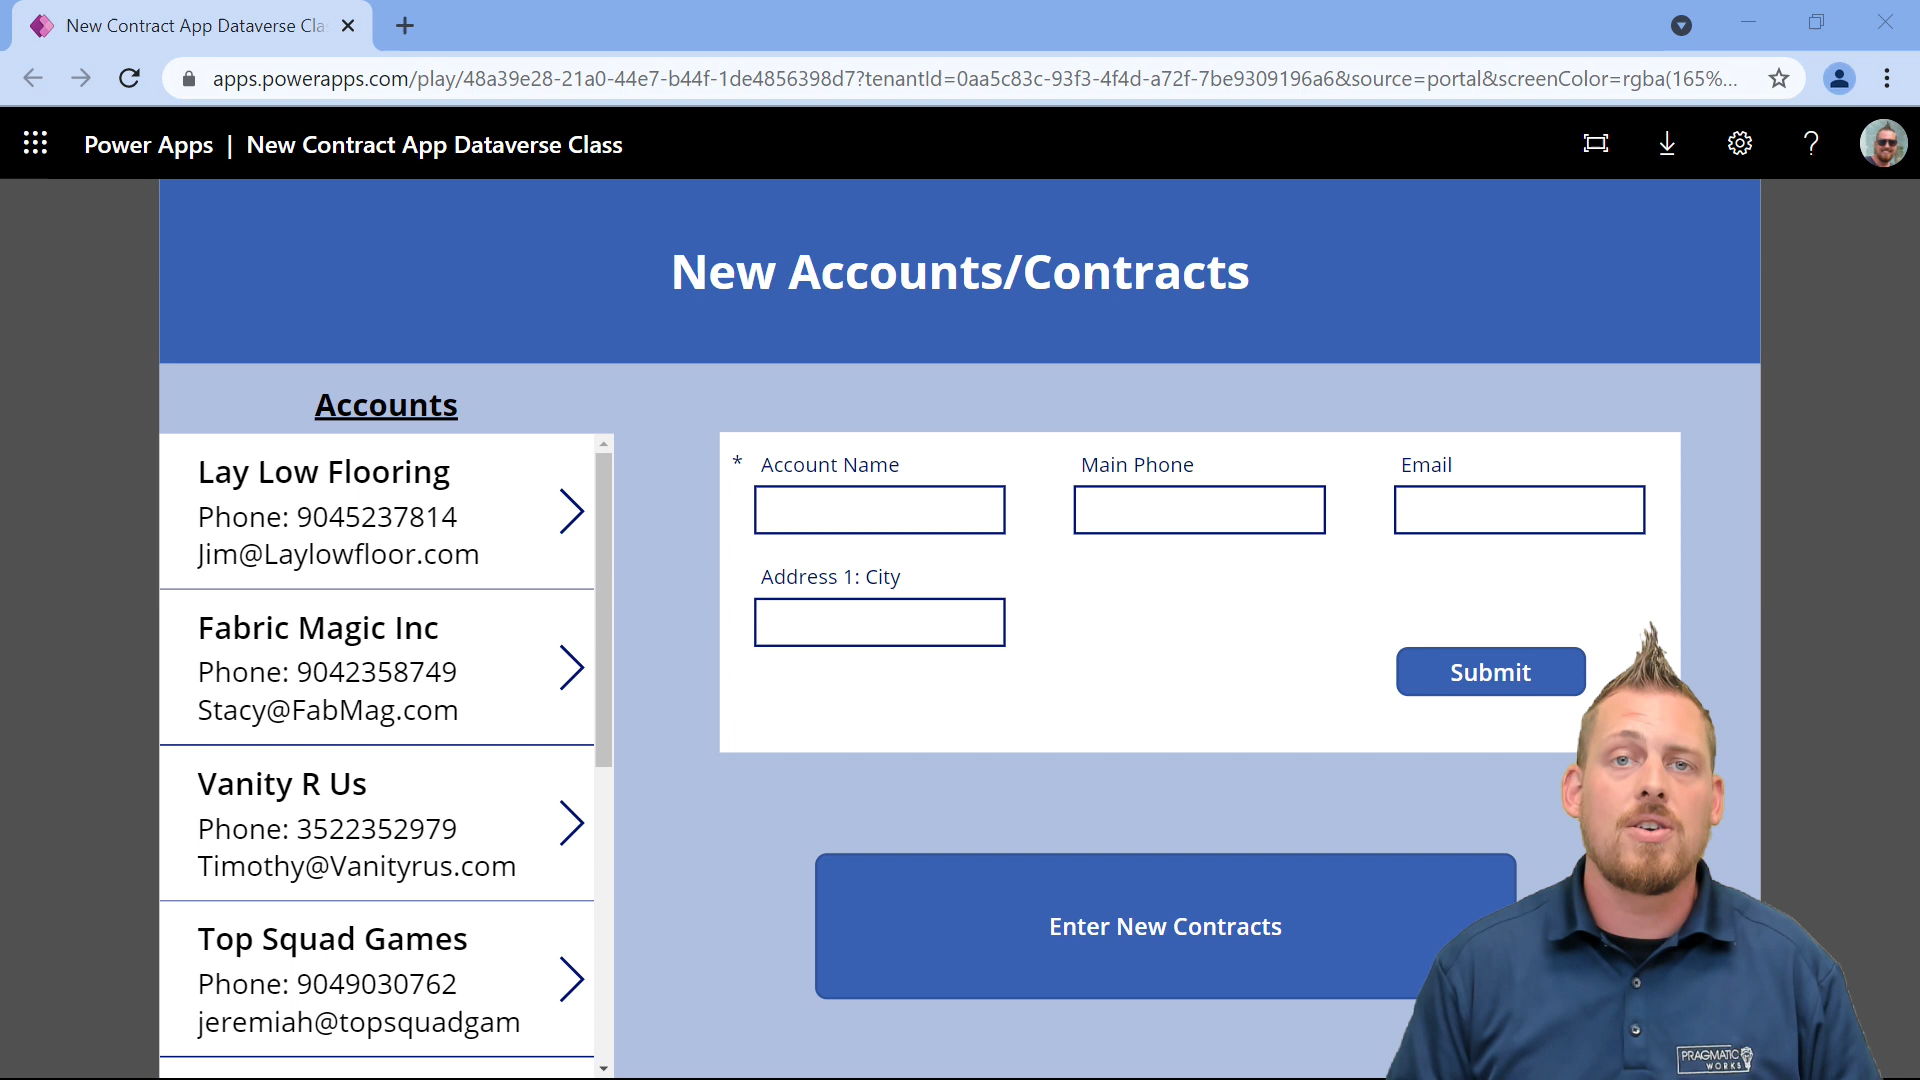 New Contract App Dataverse Cla
apps.powerapps.com/play/48a39e28-21a0-44e7-b44f-1de4856398d7?tenantId=0aa5c83c-93f3-4f4d-a72f-7be9309196a6&source=portal&screenColor=rgba(165%...
Power Apps | New Contract App Dataverse Class
New Accounts/Contracts
Accounts
Lay Low Flooring
Phone: 9045237814
Jim@Laylowfloor.com
Fabric Magic Inc
Phone: 9042358749
Stacy@FabMag.com
Vanity R Us
Phone: 3522352979
Timothy@Vanityrus.com
Top Squad Games
Phone: 9049030762
jeremiah@topsquadgam
* Account Name
Main Phone
Email
Address 1: City
Submit
Enter New Contracts
PRAGMATIC
WORKS